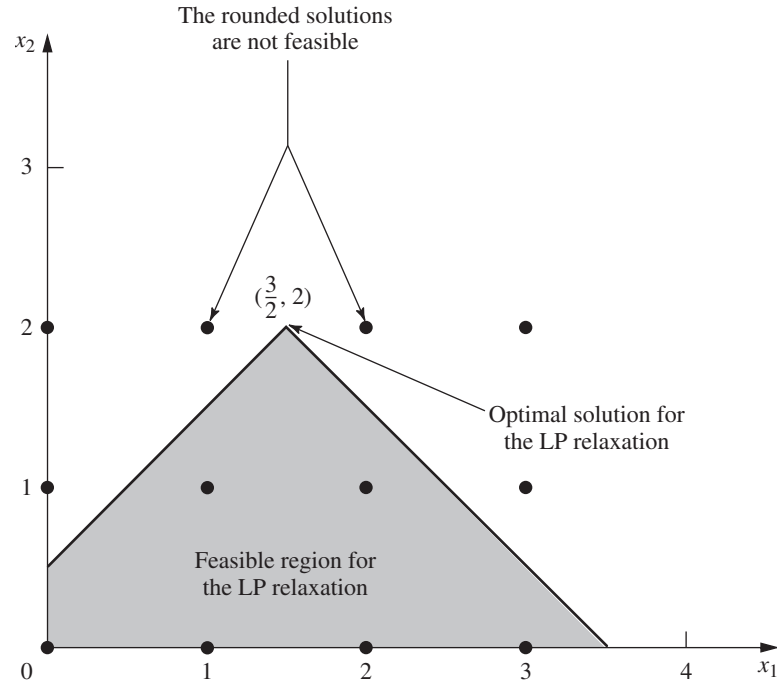 The rounded solutions
are not feasible
x₂
3
(3/2, 2)
2
Optimal solution for
the LP relaxation
1
Feasible region for
the LP relaxation
0
1
2
3
4
x₁